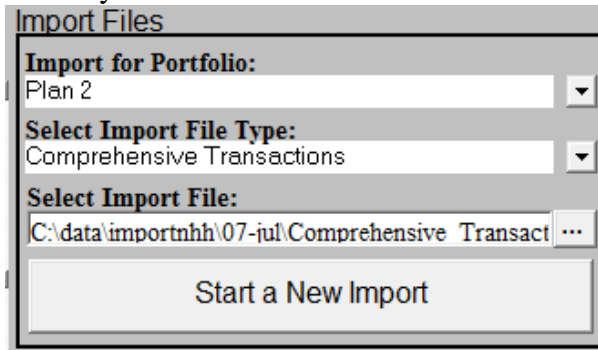 Import Files
Import for Portfolio:
Plan 2
Select Import File Type:
Comprehensive Transactions
Select Import File:
C:\data\importnhh\07-jul\Comprehensive_Transact
...
Start a New Import